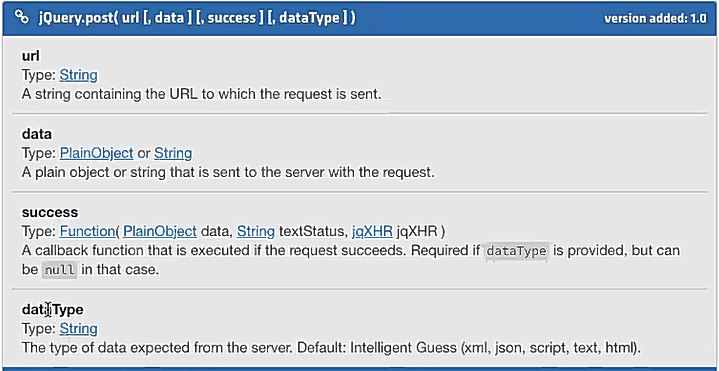 jQuery.post( url [, data ] [, success ] [, dataType ] )
version added: 1.0
url
Type: String
A string containing the URL to which the request is sent.
data
Type: PlainObject or String
A plain object or string that is sent to the server with the request.
success
Type: Function( PlainObject data, String textStatus, jqXHR jqXHR )
A callback function that is executed if the request succeeds. Required if dataType is provided, but can
be null in that case.
dataType
Type: String
The type of data expected from the server. Default: Intelligent Guess (xml, json, script, text, html).